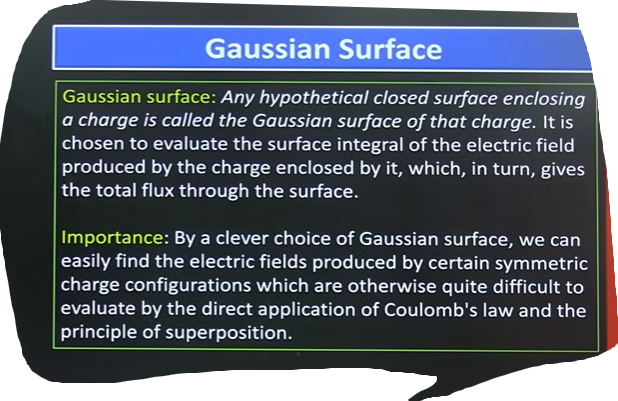 Gaussian Surface
Gaussian surface: Any hypothetical closed surface enclosing
a charge is called the Gaussian surface of that charge. It is
chosen to evaluate the surface integral of the electric field
produced by the charge enclosed by it, which, in turn, gives
the total flux through the surface.
Importance: By a clever choice of Gaussian surface, we can
easily find the electric fields produced by certain symmetric
charge configurations which are otherwise quite difficult to
evaluate by the direct application of Coulomb's law and the
principle of superposition.